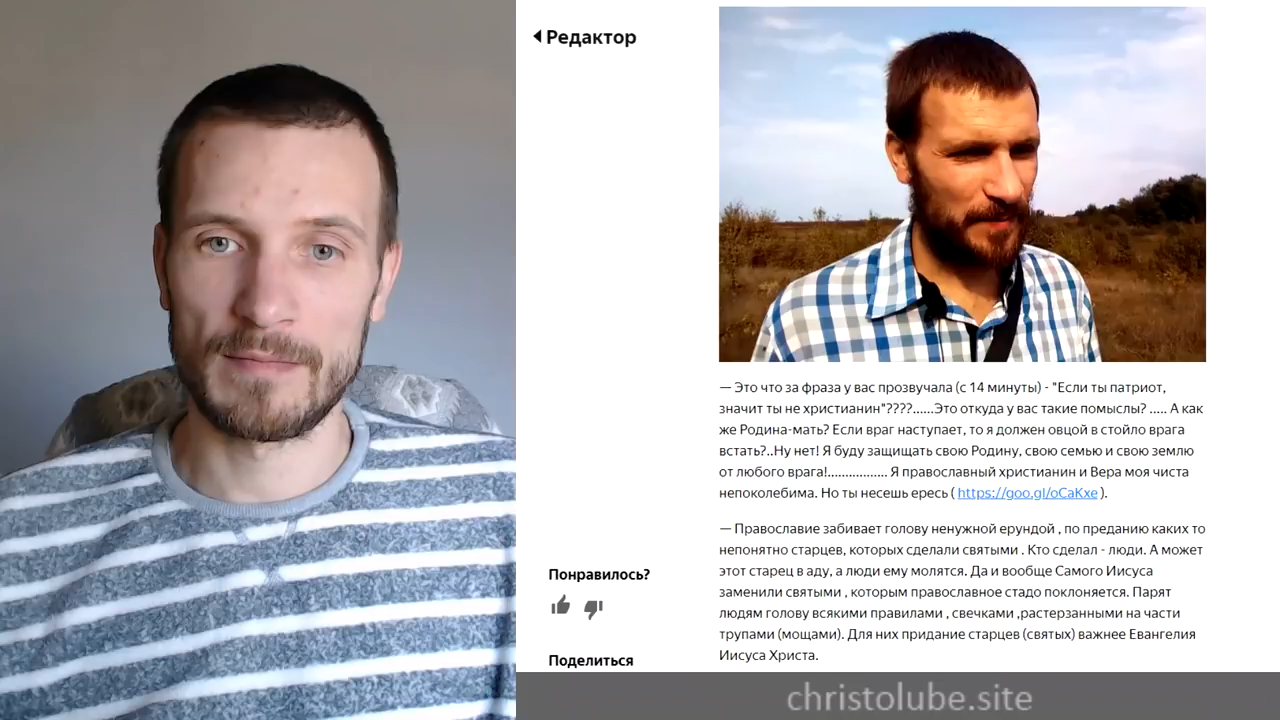 Редактор
— Это что за фраза у вас прозвучала (с 14 минуты) - "Если ты патриот,
значит ты не христианин"????......Это откуда у вас такие помыслы? ..... А как
же Родина-мать? Если враг наступает, то я должен овцой в стойло врага
встать?..Ну нет! Я буду защищать свою Родину, свою семью и свою землю
от любого врага!................. Я православный христианин и Вера моя чиста
непоколебима. Но ты несешь ересь ( https://goo.gl/oCaKxe ).
— Православие забивает голову ненужной ерундой , по преданию каких то
непонятно старцев, которых сделали святыми . Кто сделал - люди. А может
этот старец в аду, а люди ему молятся. Да и вообще Самого Иисуса
заменили святыми , которым православное стадо поклоняется. Парят
людям голову всякими правилами , свечками ,растерзанными на части
трупами (мощами). Для них придание старцев (святых) важнее Евангелия
Иисуса Христа.
Понравилось?
Поделиться
christolube.site